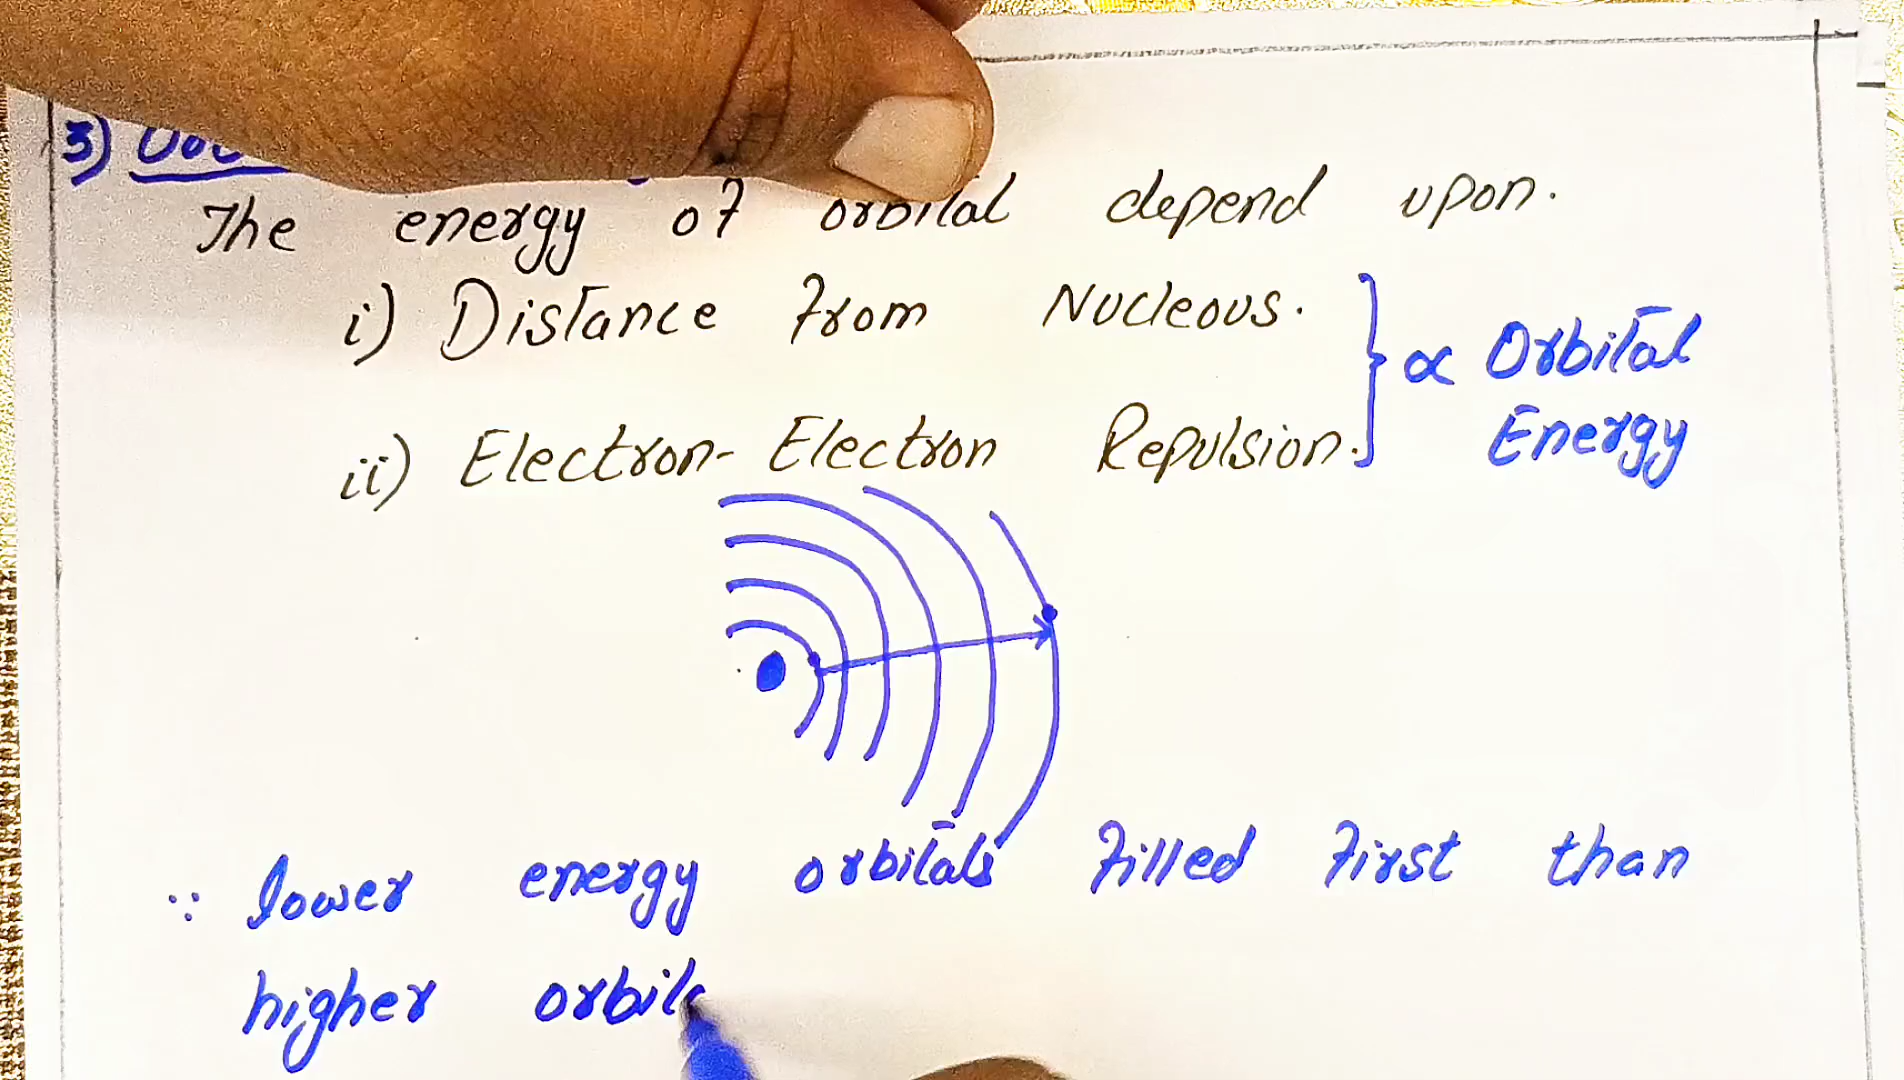 3)
The energy of orbital depend upon.
i) Distance from Nucleous.
ii) Electron-Electron Repulsion.
∝ Orbital
Energy
∵ lower energy orbitals filled first than
higher